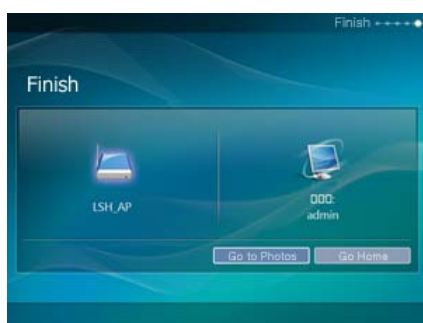 Finish
Finish
LSH_AP
□□□:
admin
Go to Photos
Go Home